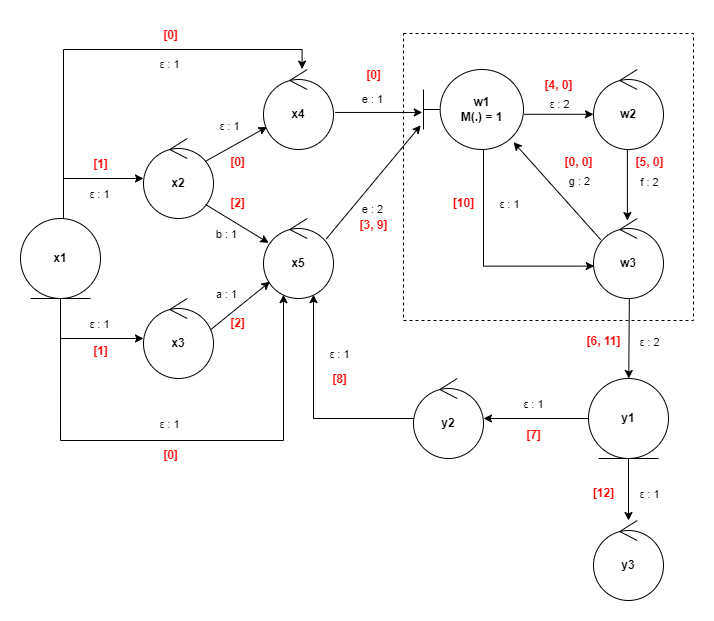 [0]
ε : 1
[0]
e : 1
x4
w1
M(.) = 1
[4, 0]
ε : 2
w2
ε : 1
[0]
[1]
ε : 1
x2
[2]
b : 1
e : 2
[3, 9]
[10]
ε : 1
[0, 0]
g : 2
[5, 0]
f : 2
x1
x5
w3
a : 1
[2]
ε : 1
[1]
x3
ε : 1
[8]
[6, 11]
ε : 2
ε : 1
[0]
y2
ε : 1
[7]
y1
[12]
ε : 1
y3